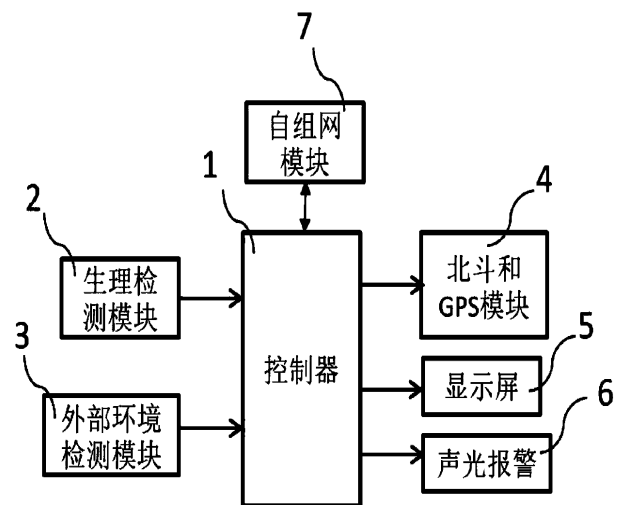 7
自组网
模块
1
2
生理检
测模块
4
北斗和
GPS模块
3
外部环境
检测模块
控制器
5
显示屏
6
声光报警